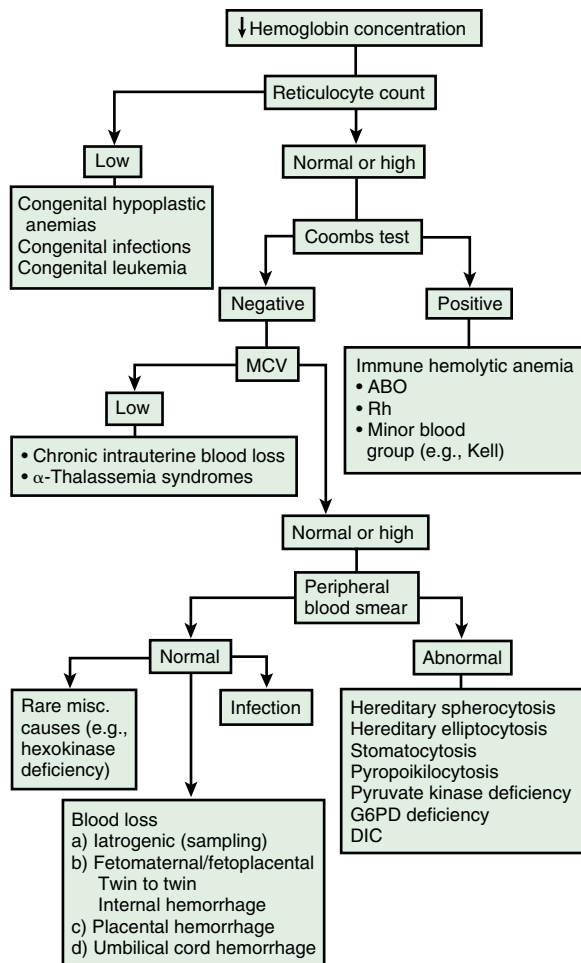 ↓Hemoglobin concentration
Reticulocyte count
Low
Normal or high
Congenital hypoplastic
anemias
Congenital infections
Congenital leukemia
Coombs test
Negative
Positive
MCV
Immune hemolytic anemia
• ABO
• Rh
• Minor blood
group (e.g., Kell)
Low
• Chronic intrauterine blood loss
• α-Thalassemia syndromes
Normal or high
Peripheral
blood smear
Normal
Abnormal
Rare misc.
causes (e.g.,
hexokinase
deficiency)
Infection
Hereditary spherocytosis
Hereditary elliptocytosis
Stomatocytosis
Pyropoikilocytosis
Pyruvate kinase deficiency
G6PD deficiency
DIC
Blood loss
a) Iatrogenic (sampling)
b) Fetomaternal/fetoplacental
Twin to twin
Internal hemorrhage
c) Placental hemorrhage
d) Umbilical cord hemorrhage